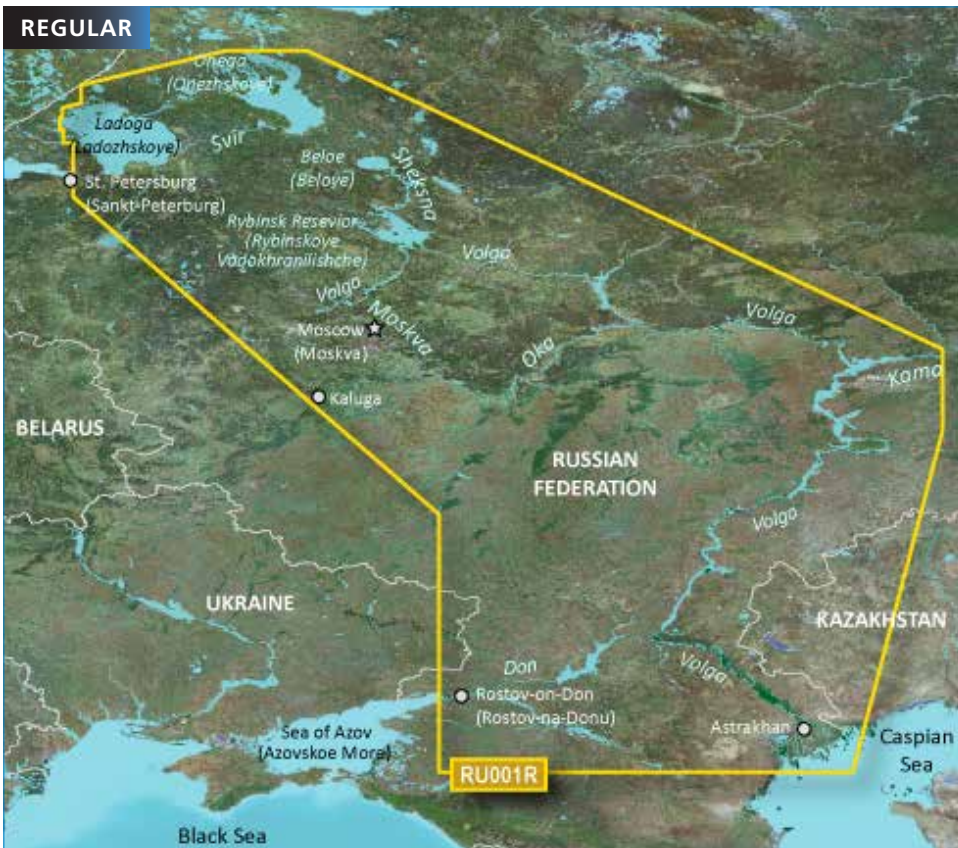 REGULAR
Onega
(Onezhskoye)
Ladoga
(Ladozhskoye)
Svir
Beloe
(Beloye)
Sheksna
St. Petersburg
(Sankt-Peterburg)
Rybinsk Resevior
(Rybinskoye
Vadokhranilishche)
Volga
Volga
Moskva
Moscow
(Moskva)
Volga
Oka
Kama
Kaluga
BELARUS
RUSSIAN
FEDERATION
Volga
UKRAINE
KAZAKHSTAN
Don
Volga
Rostov-on-Don
(Rostov-na-Donu)
Astrakhan
Sea of Azov
(Azovskoe More)
Caspian
Sea
RU001R
Black Sea